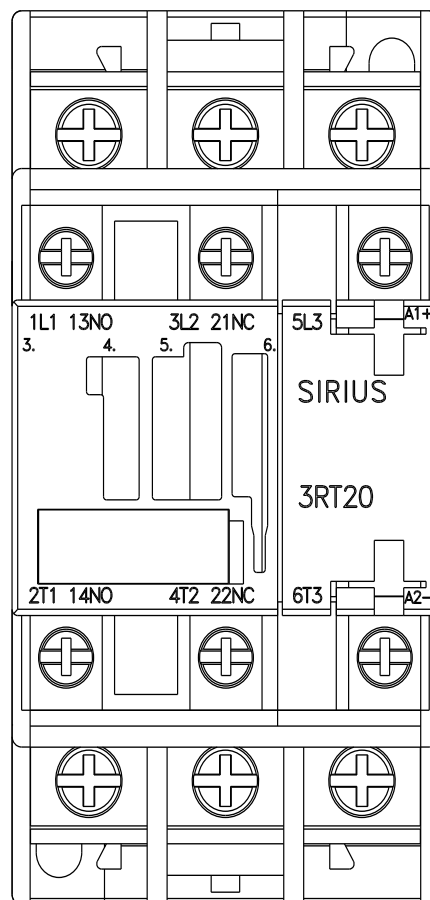 1L1 13NO 3L2 21NC 5L3 A1+
3. 4. 5. 6.
SIRIUS
3RT20
2T1 14NO 4T2 22NC 6T3 A2-